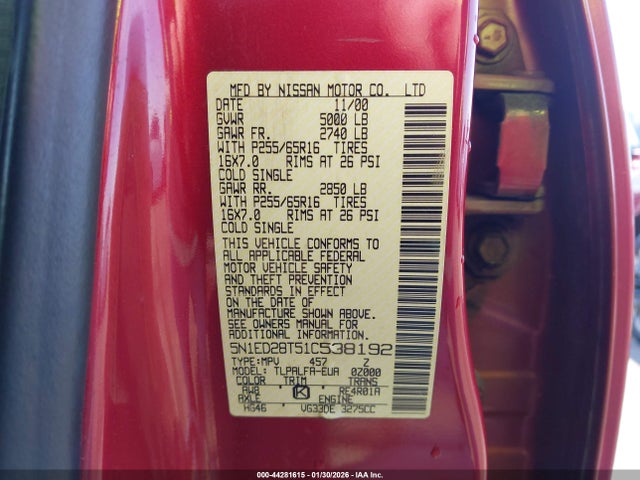 MFD BY NISSAN MOTOR CO. LTD
DATE 11/00
GVWR 5000 LB
GAWR FR. 2740 LB
WITH P255/65R16 TIRES
16X7.0 RIMS AT 26 PSI
COLD SINGLE
GAWR RR. 2850 LB
WITH P255/65R16 TIRES
16X7.0 RIMS AT 26 PSI
COLD SINGLE
THIS VEHICLE CONFORMS TO
ALL APPLICABLE FEDERAL
MOTOR VEHICLE SAFETY
AND THEFT PREVENTION
STANDARDS IN EFFECT
ON THE DATE OF
MANUFACTURE SHOWN ABOVE.
SEE OWNERS MANUAL FOR
ADDITIONAL INFORMATION.
5N1ED28T51C538192
TYPE:MPV 457 Z
TLPALFA-EUA 0Z000
COLOR TRIM TRANS
AW8 K RE4R01A
AXLE ENGINE
HG46 VG33DE 3275CC
000-44281615 - 01/30/2026 - IAA Inc.